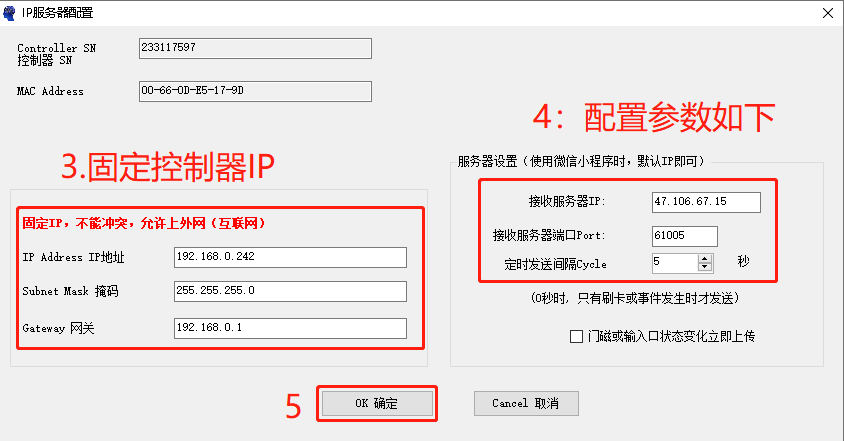 IP服务器配置
Controller SN
控制器 SN
233117597
MAC Address
00-66-0D-E5-17-9D
3.固定控制器IP
4：配置参数如下
固定IP，不能冲突，允许上外网（互联网）
IP Address IP地址
192.168.0.242
Subnet Mask 掩码
255.255.255.0
Gateway 网关
192.168.0.1
服务器设置（使用微信小程序时，默认IP即可）
接收服务器IP:
47.106.67.15
接收服务器端口Port:
61005
定时发送间隔Cycle
5
秒
(0秒时, 只有刷卡或事件发生时才发送)
门磁或输入口状态变化立即上传
5
OK 确定
Cancel 取消